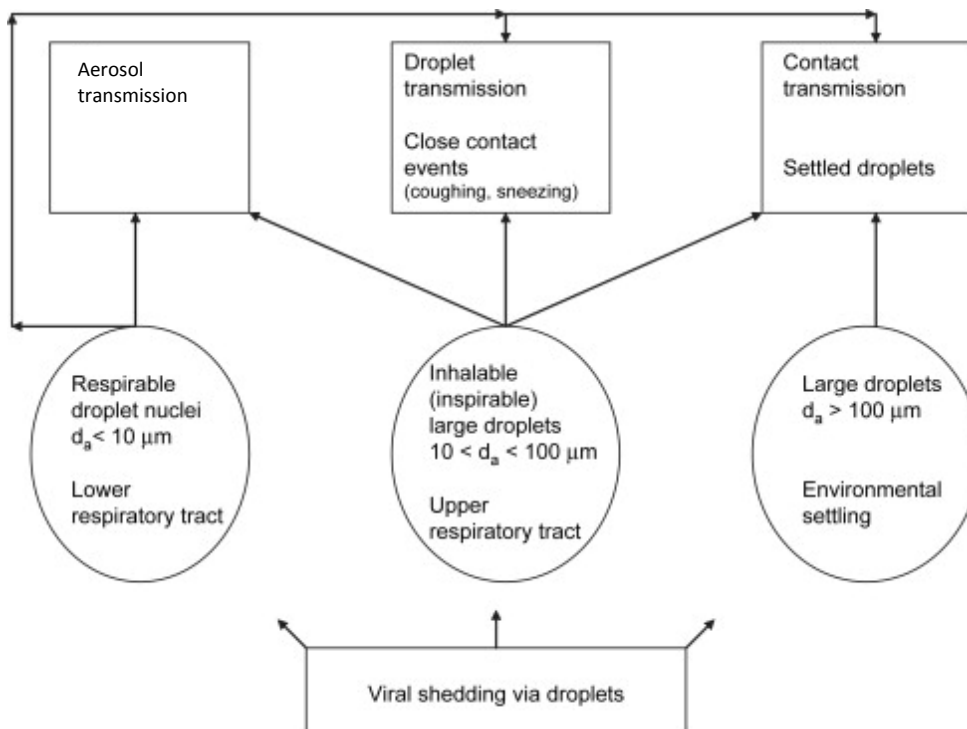 Aerosol
transmission
Droplet
transmission
Close contact
events
(coughing, sneezing)
Contact
transmission
Settled droplets
Respirable
droplet nuclei
dₐ< 10 μm
Lower
respiratory tract
Inhalable
(inspirable)
large droplets
10 < dₐ < 100 μm
Upper
respiratory tract
Large droplets
dₐ > 100 μm
Environmental
settling
Viral shedding via droplets